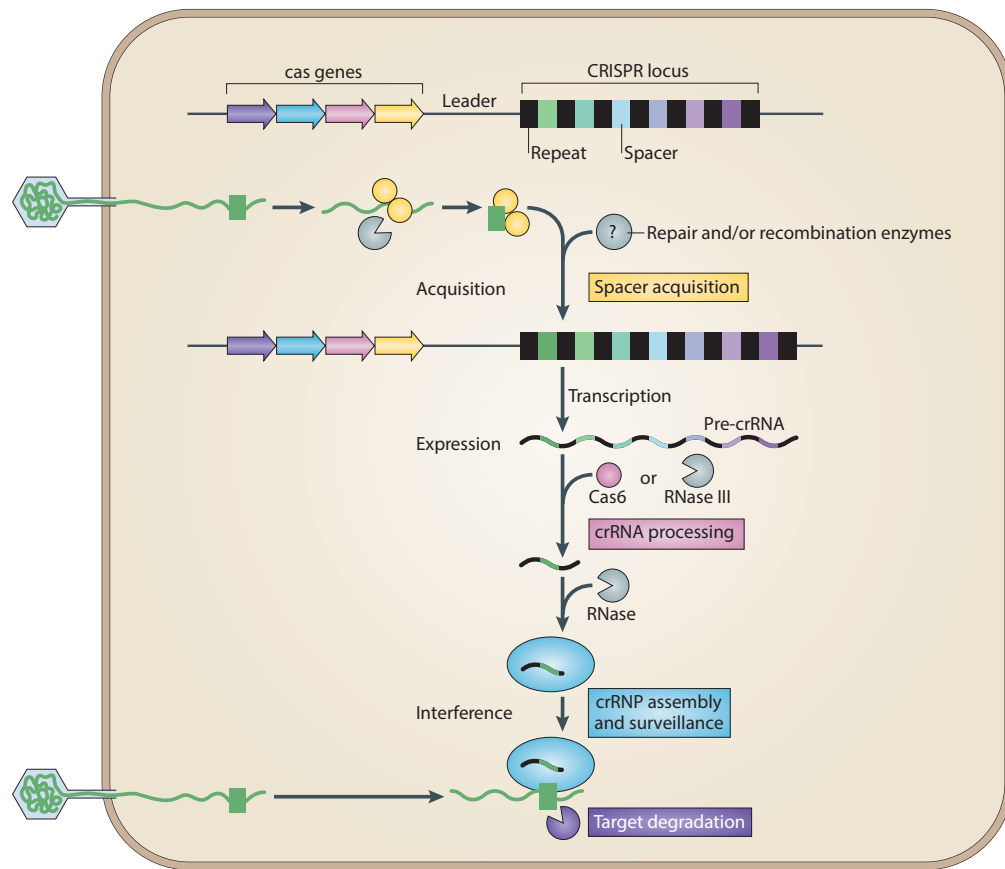 cas genes
CRISPR locus
Leader
Repeat
Spacer
?
Repair and/or recombination enzymes
Acquisition
Spacer acquisition
Transcription
Pre-crRNA
Expression
Cas6
or
RNase III
crRNA processing
RNase
crRNP assembly
and surveillance
Interference
Target degradation